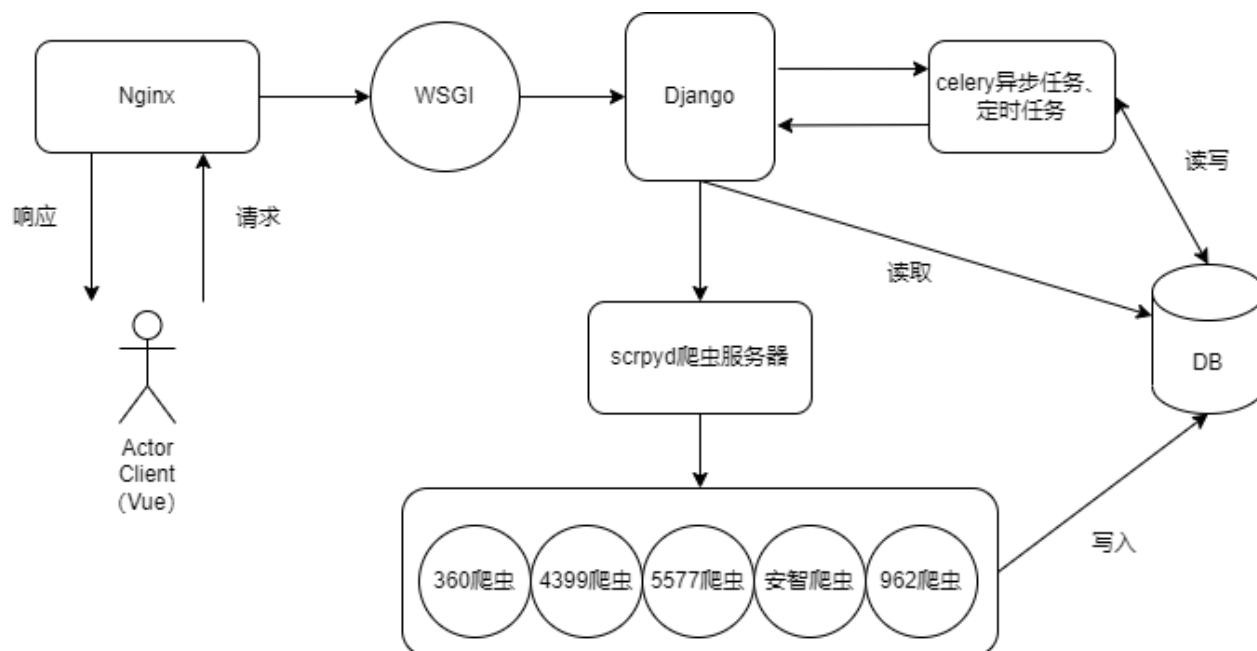 Nginx
WSGI
Django
celery异步任务、
定时任务
响应
请求
读写
读取
scrpyd爬虫服务器
DB
Actor
Client
(Vue)
360爬虫
4399爬虫
5577爬虫
安智爬虫
962爬虫
写入